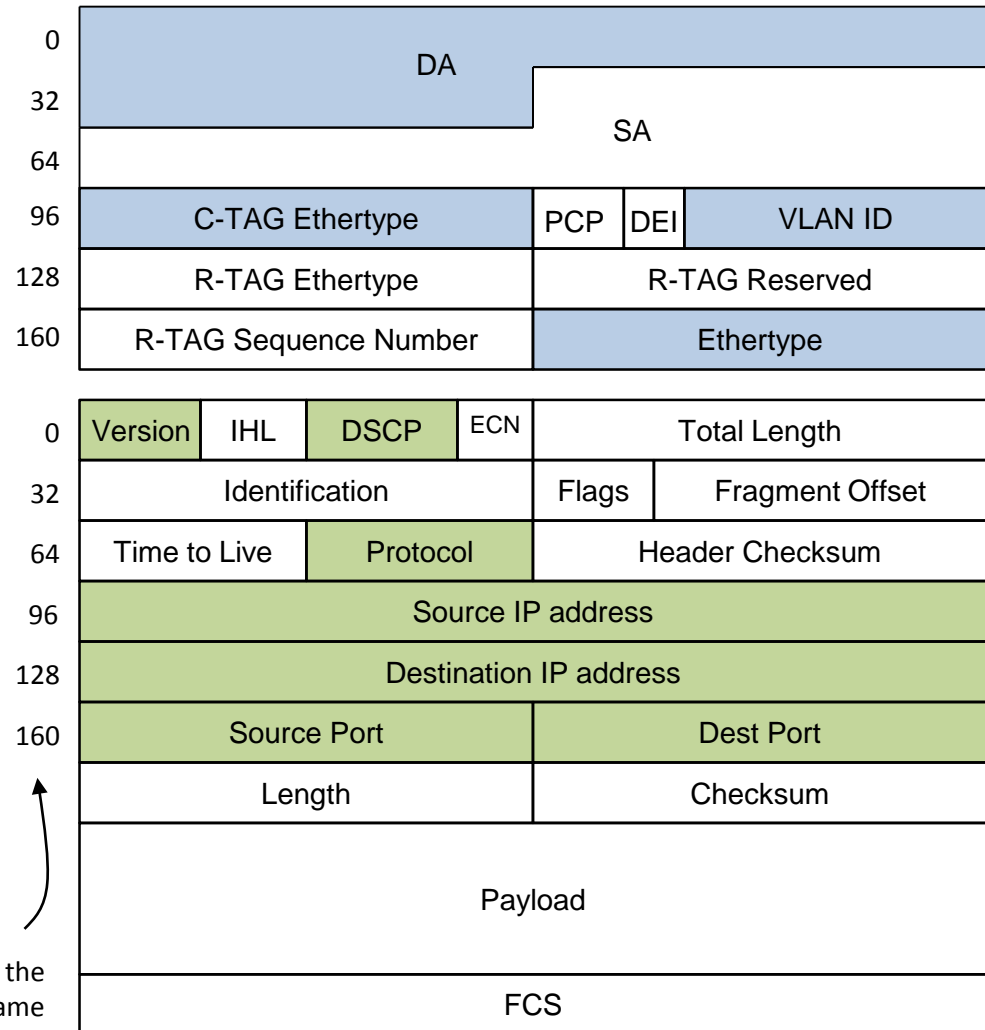 0
DA
32
SA
64
96 C-TAG Ethertype PCP DEI VLAN ID
128 R-TAG Ethertype R-TAG Reserved
160 R-TAG Sequence Number Ethertype
0 Version IHL DSCP ECN Total Length
32 Identification Flags Fragment Offset
64 Time to Live Protocol Header Checksum
96 Source IP address
128 Destination IP address
160 Source Port Dest Port
Length Checksum
Payload
the
ame
FCS